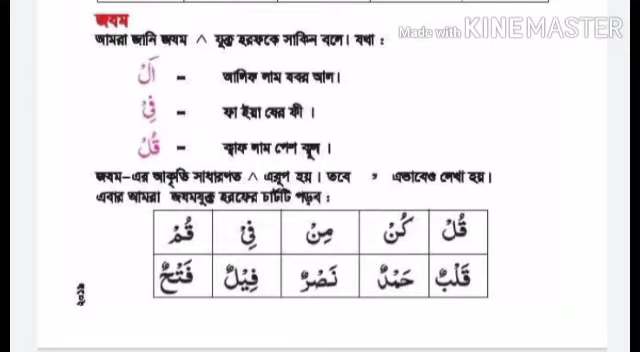 Made with KINEMASTER
জযম
আমরা জানি জযম ^ যুক্ত হরফকে সাকিন বলে। যথা :
اَلْ – আলিফ লাম যবর আল।
فِيْ – ফা ইয়া যের ফী ।
قُلْ – ক্বাফ লাম পেশ ক্বুল ।
জযম-এর আকৃতি সাধারণত ^ এরূপ হয়। তবে ْ এভাবেও লেখা হয়।
এবার আমরা জযমযুক্ত হরফের চার্টটি পড়ব :
قُلْ كُنْ مِنْ فِيْ قُمْ
قَلْبٌ حَمْدٌ نَصْرٌ فِيْلٌ فَتْحٌ
২০১৯